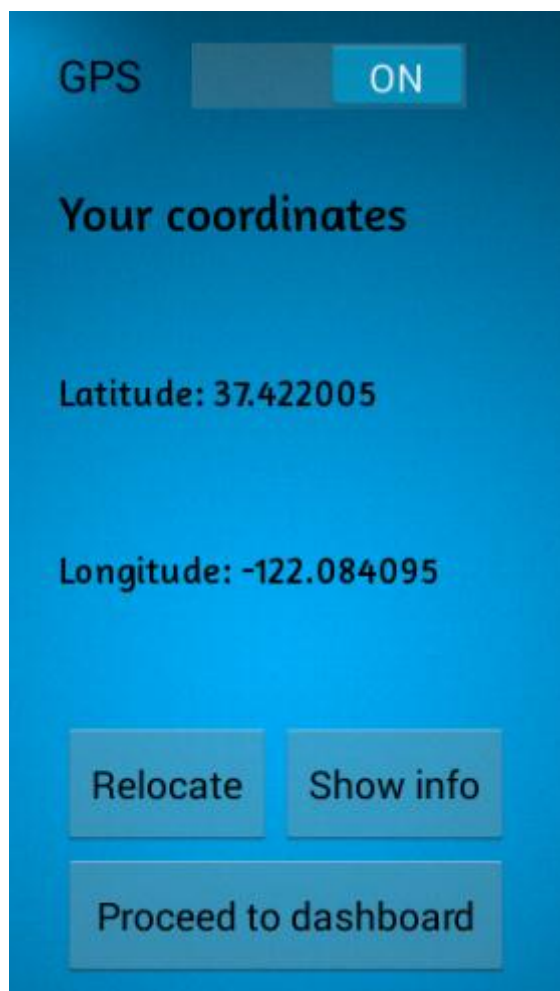 GPS ON
Your coordinates
Latitude: 37.422005
Longitude: -122.084095
Relocate Show info
Proceed to dashboard